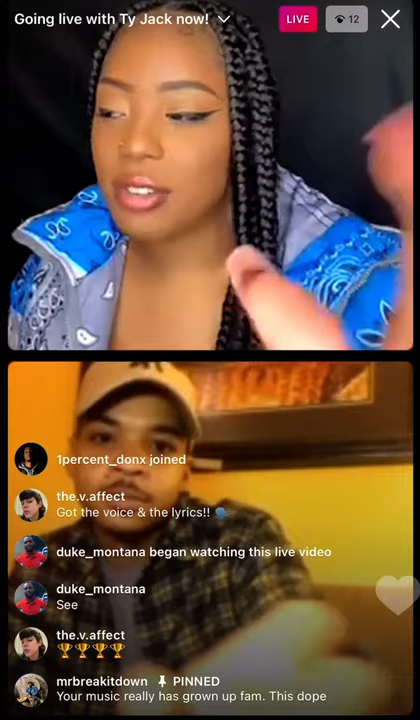 Going live with Ty Jack now!
LIVE
12
1percent_donx joined
the.v.affect
Got the voice & the lyrics!! 🗣
duke_montana began watching this live video
duke_montana
See
the.v.affect
🏆🏆🏆🏆
mrbreakitdown 📌 PINNED
Your music really has grown up fam. This dope